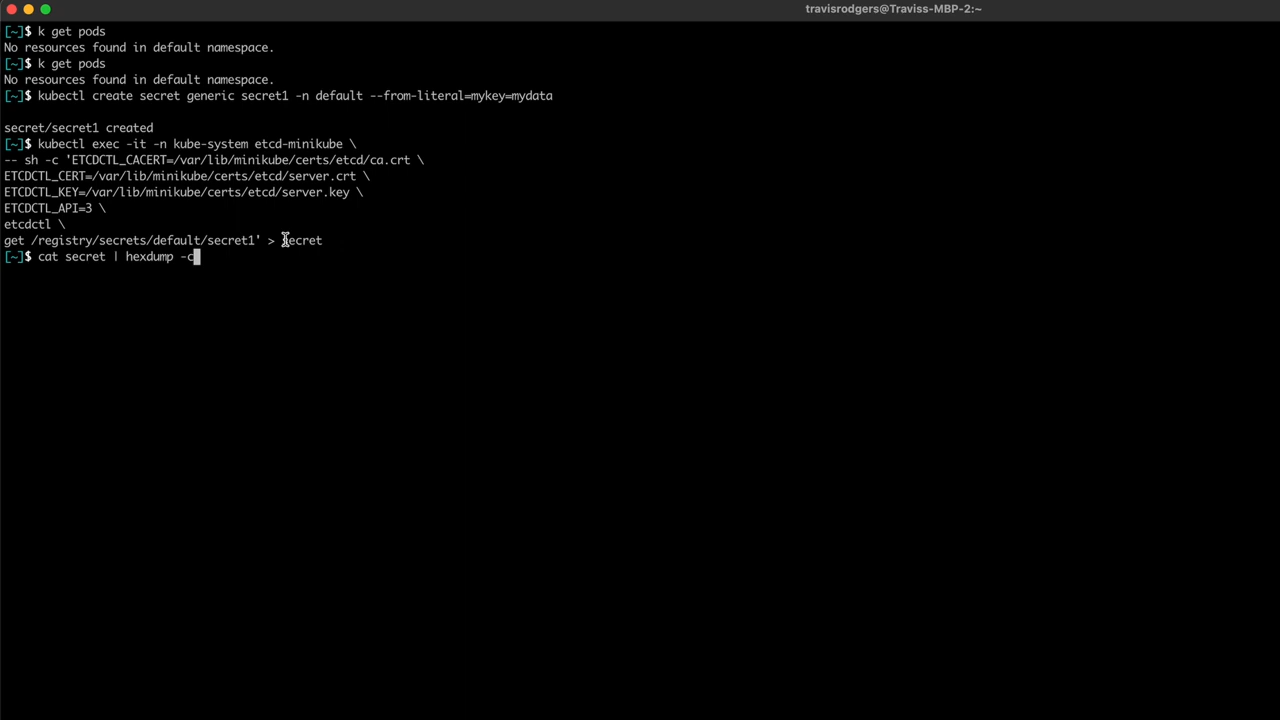 travisrodgers@Traviss-MBP-2:~
[~]$ k get pods
No resources found in default namespace.
[~]$ k get pods
No resources found in default namespace.
[~]$ kubectl create secret generic secret1 -n default --from-literal=mykey=mydata
secret/secret1 created
[~]$ kubectl exec -it -n kube-system etcd-minikube \
-- sh -c 'ETCDCTL_CACERT=/var/lib/minikube/certs/etcd/ca.crt \
ETCDCTL_CERT=/var/lib/minikube/certs/etcd/server.crt \
ETCDCTL_KEY=/var/lib/minikube/certs/etcd/server.key \
ETCDCTL_API=3 \
etcdctl \
get /registry/secrets/default/secret1' > secret
[~]$ cat secret | hexdump -c